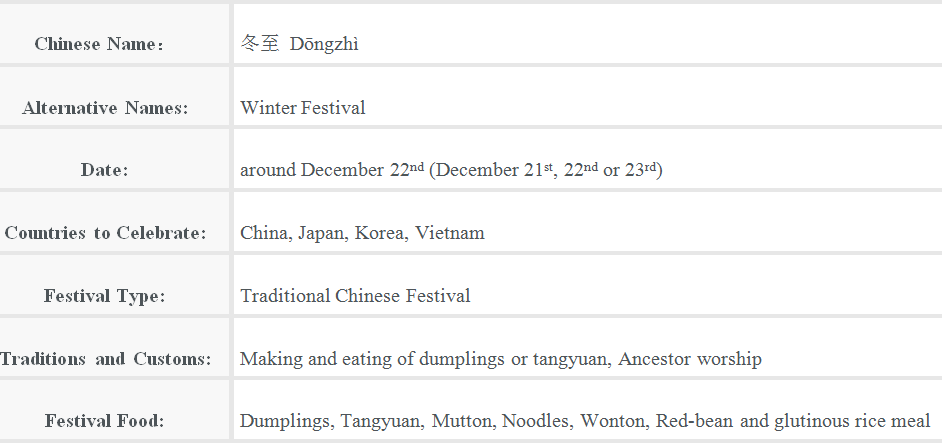 Chinese Name： 冬至 Dōngzhì
Alternative Names: Winter Festival
Date: around December 22nd (December 21st, 22nd or 23rd)
Countries to Celebrate: China, Japan, Korea, Vietnam
Festival Type: Traditional Chinese Festival
Traditions and Customs: Making and eating of dumplings or tangyuan, Ancestor worship
Festival Food: Dumplings, Tangyuan, Mutton, Noodles, Wonton, Red-bean and glutinous rice meal